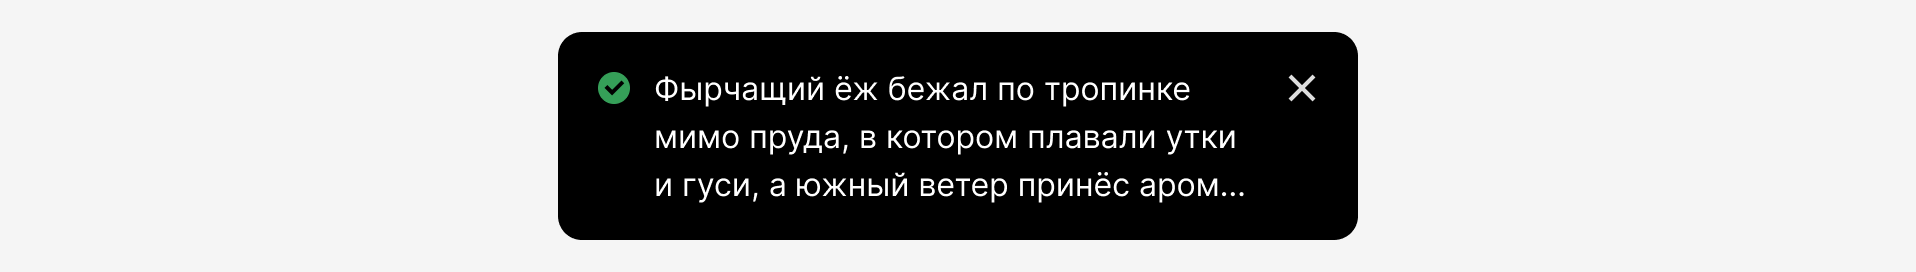 Фырчащий ёж бежал по тропинке
мимо пруда, в котором плавали утки
и гуси, а южный ветер принёс аром...